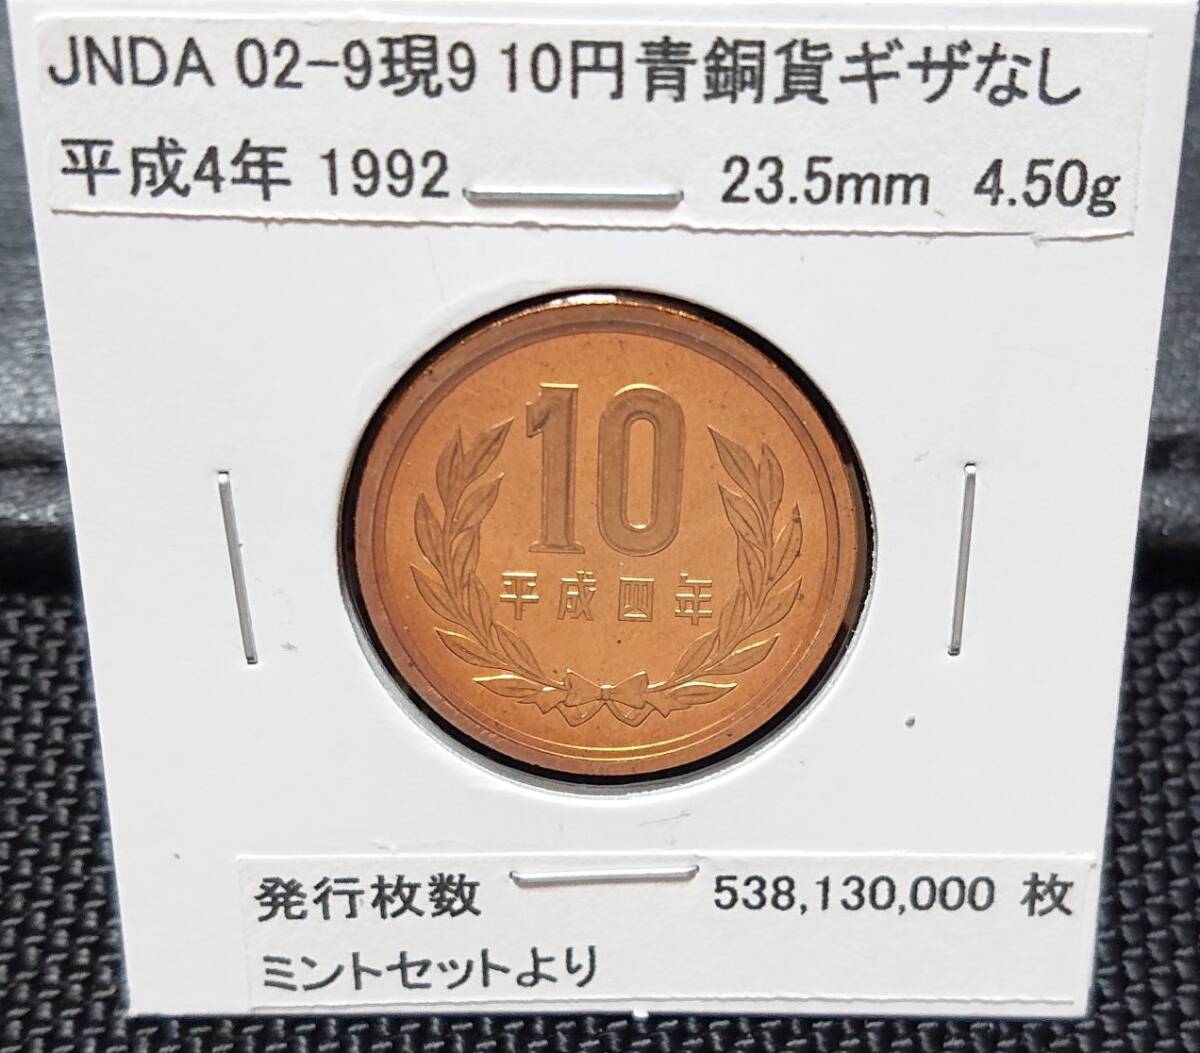 JNDA 02-9現9 10円青銅貨ギザなし
平成4年 1992 23.5mm 4.50g
10
平成四年
発行枚数 538,130,000 枚
ミントセットより